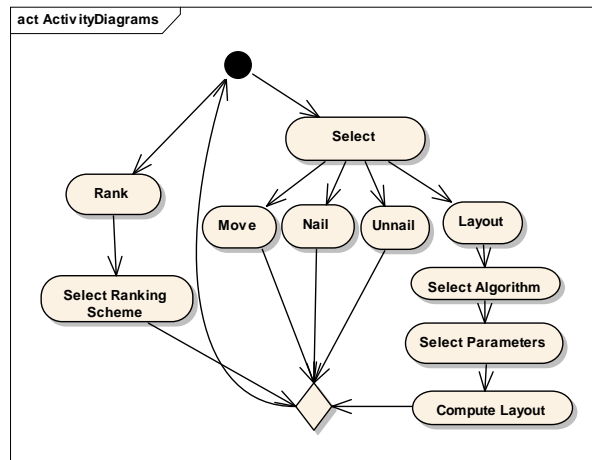 act ActivityDiagrams
Select
Rank
Move
Nail
Unnail
Layout
Select Ranking
Scheme
Select Algorithm
Select Parameters
Compute Layout